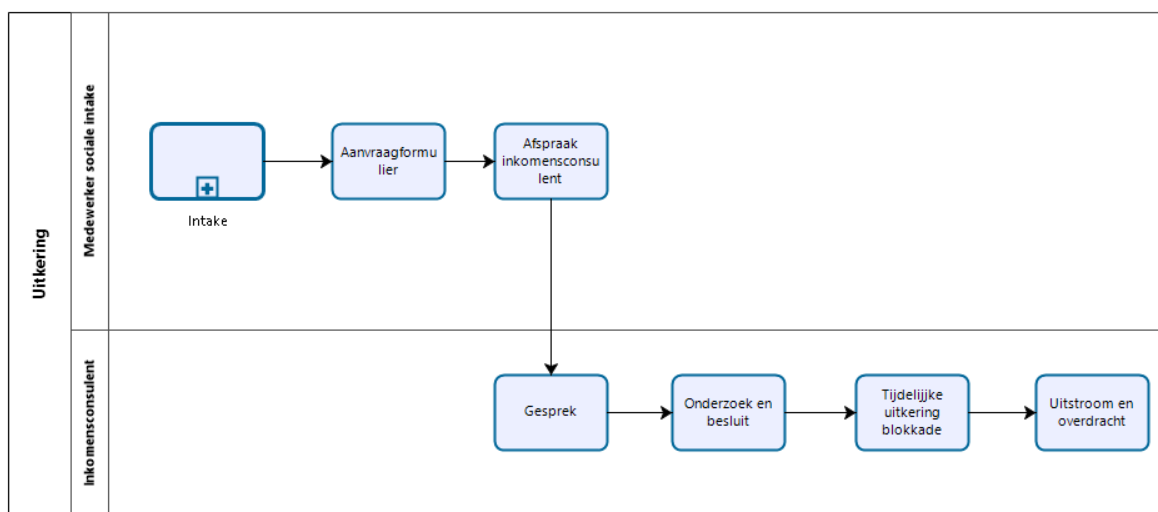 Uitkering
Medewerker sociale intake
Intake
Aanvraagformu
lier
Afspraak
inkomensconsu
lent
Inkomensconsulent
Gesprek
Onderzoek en
besluit
Tijdelijke
uitkering
blokkade
Uitstroom en
overdracht